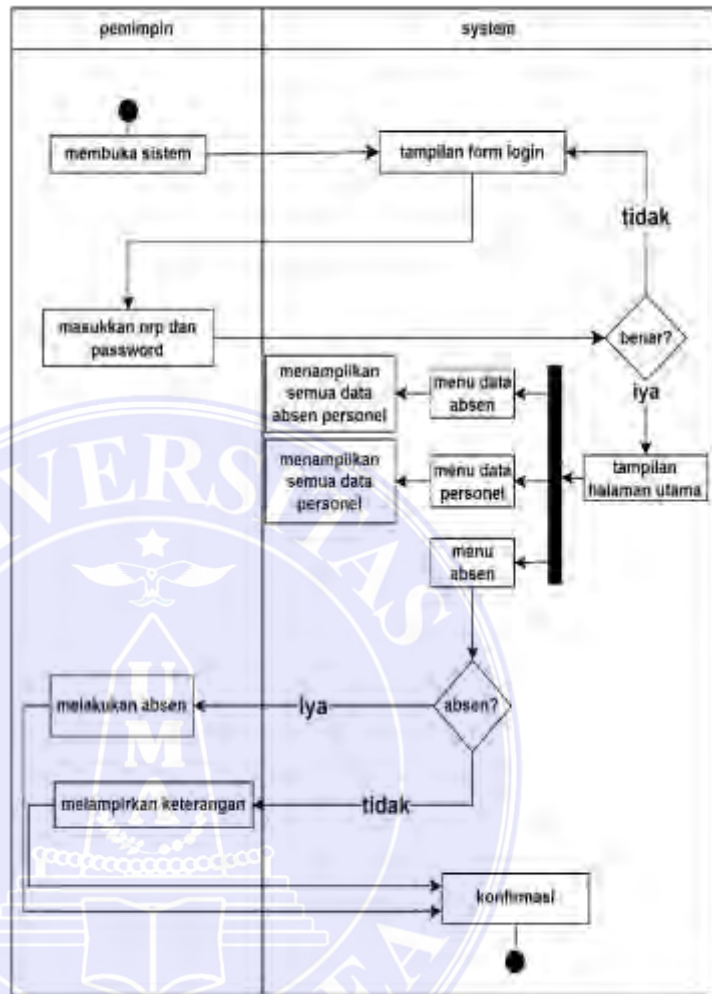 pemimpin
system
membuka sistem
tampilan form login
tidak
masukkan nrp dan
password
benar?
iya
menampilkan
semua data
absen personel
menu data
absen
menampilkan
semua data
personel
menu data
personel
tampilan
halaman utama
menu
absen
melakukan absen
Iya
absen?
melampirkan keterangan
tidak
konfirmasi
UMA